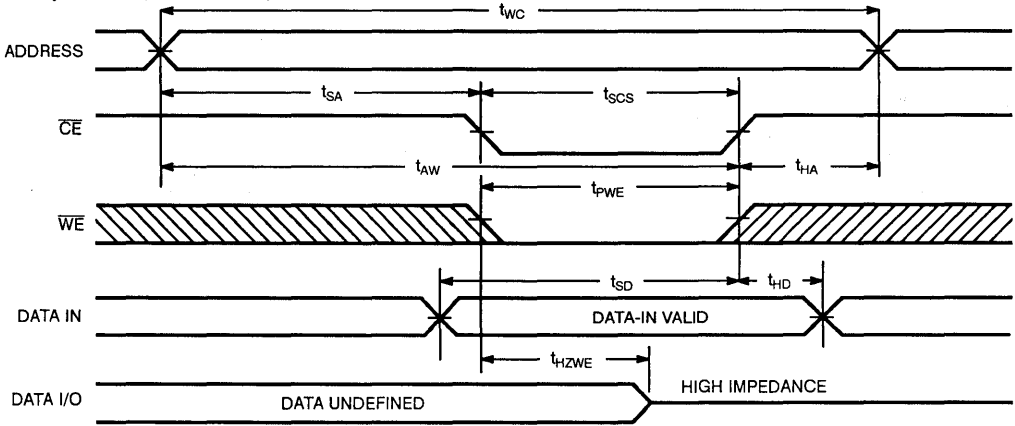 tWC
ADDRESS
tSA
tSCS
CE
tAW
tHA
tPWE
WE
tSD
tHD
DATA IN
DATA-IN VALID
tHZWE
DATA I/O
DATA UNDEFINED
HIGH IMPEDANCE